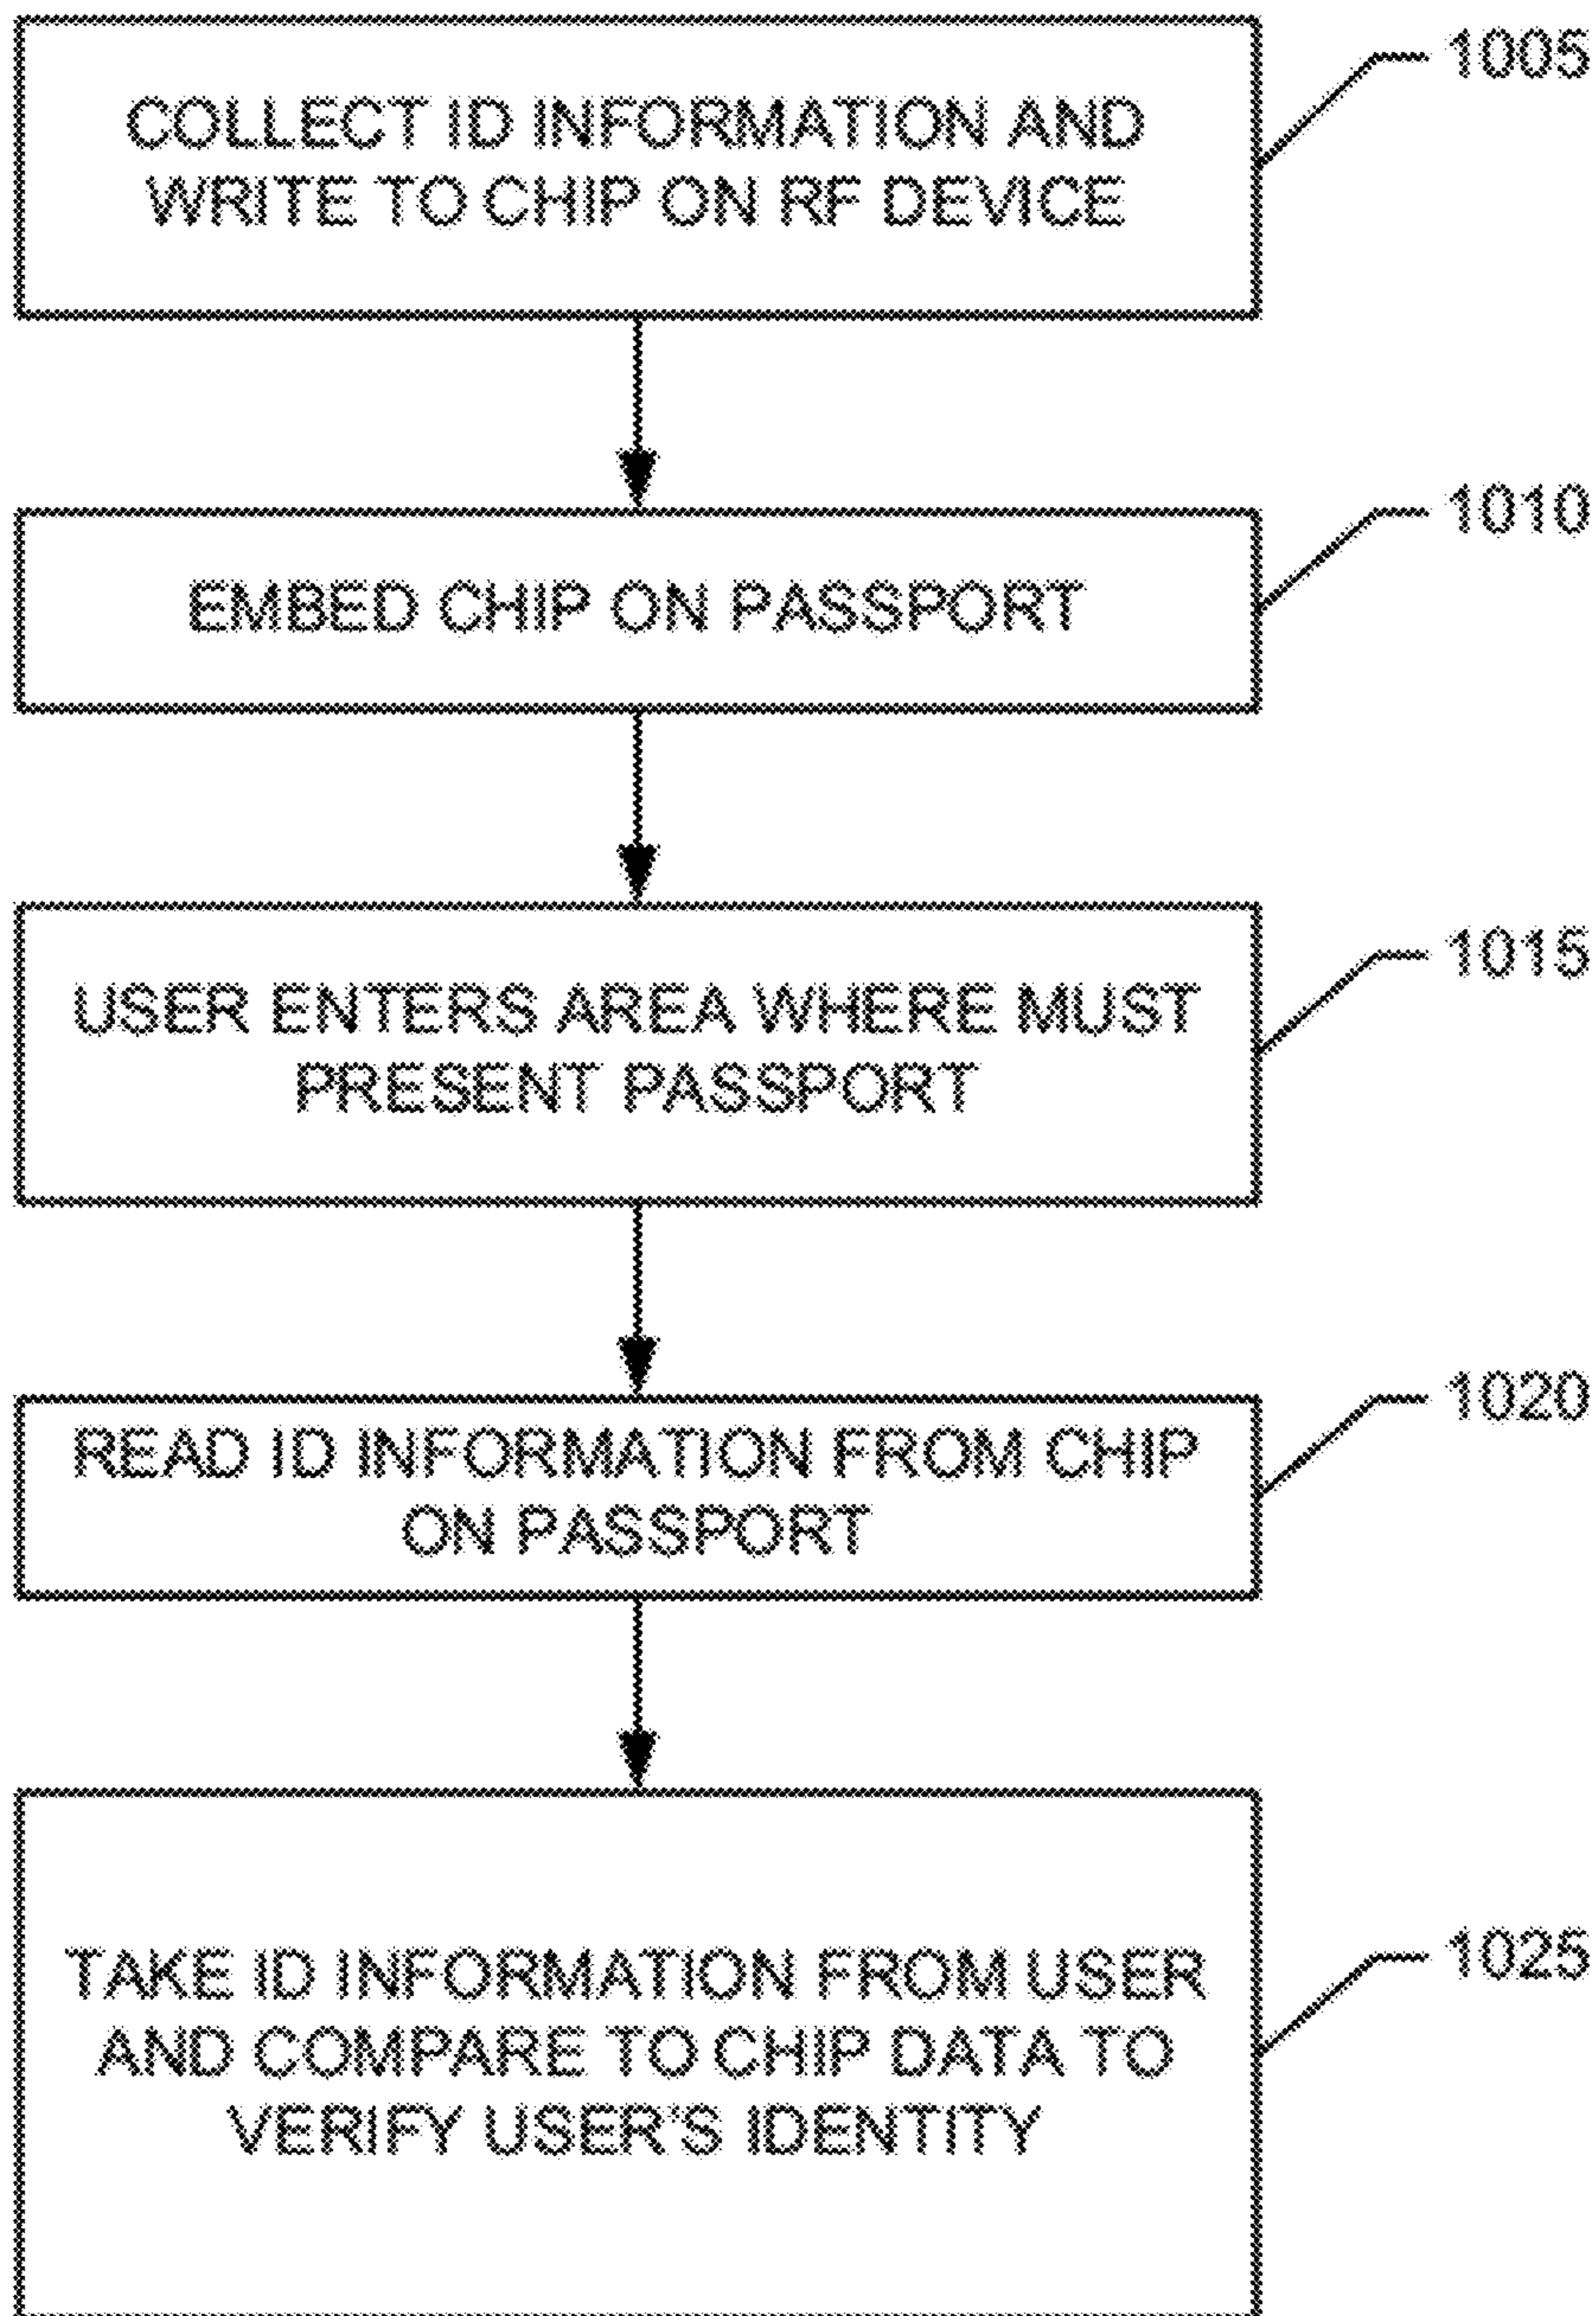 COLLECT ID INFORMATION AND
WRITE TO CHIP ON RF DEVICE
1005
EMBED CHIP ON PASSPORT
1010
USER ENTERS AREA WHERE MUST
PRESENT PASSPORT
1015
READ ID INFORMATION FROM CHIP
ON PASSPORT
1020
TAKE ID INFORMATION FROM USER
AND COMPARE TO CHIP DATA TO
VERIFY USER'S IDENTITY
1025